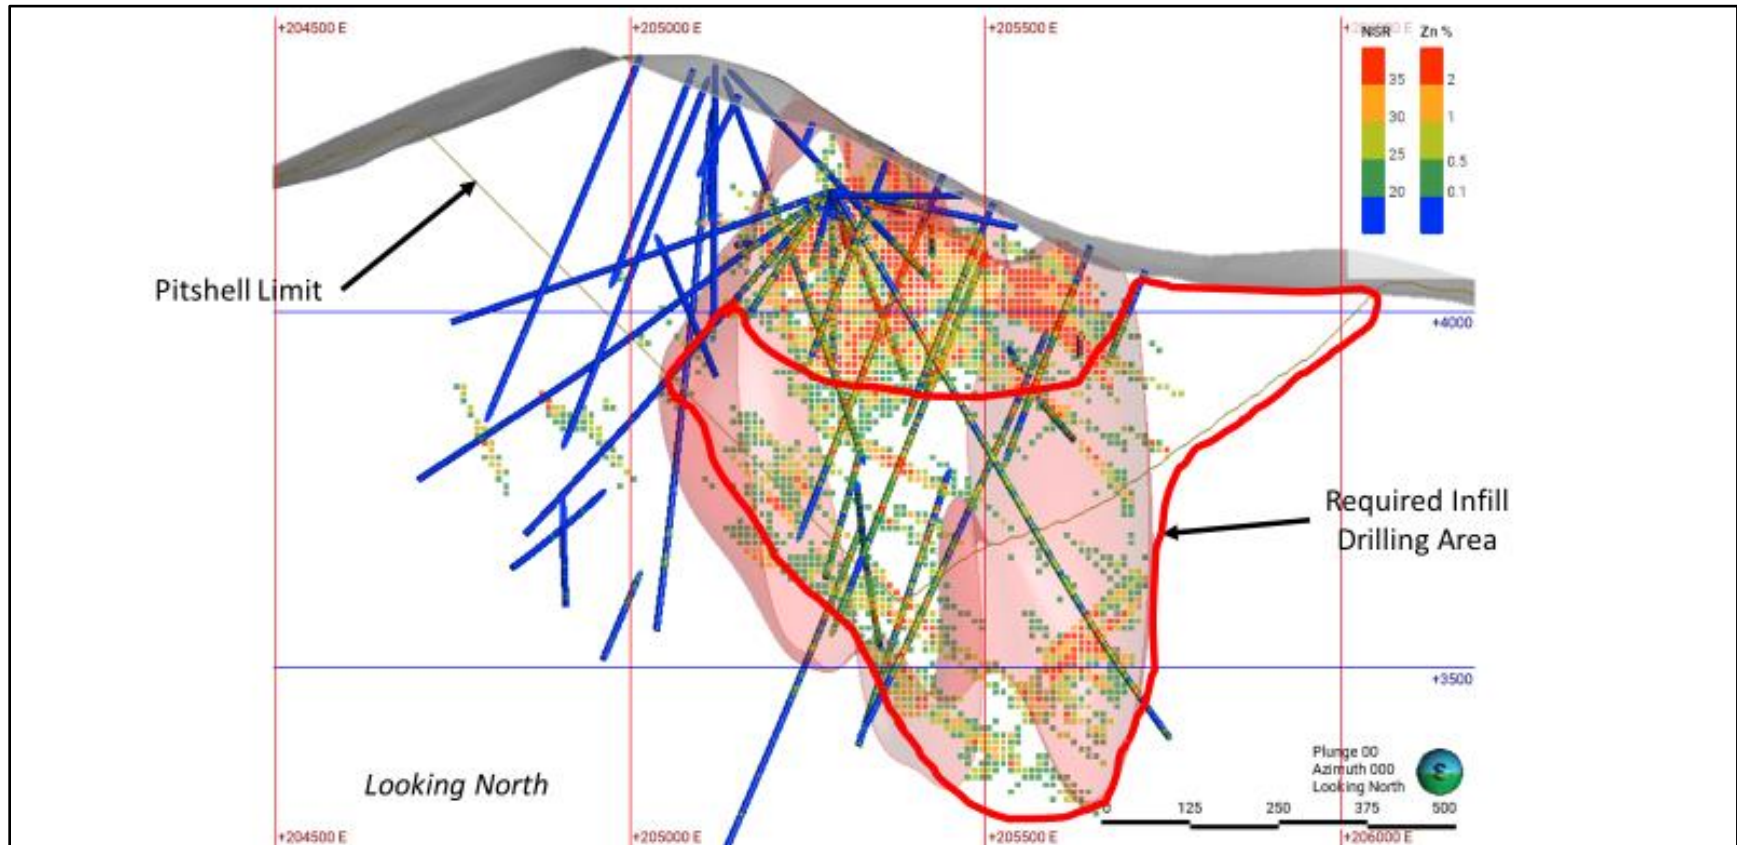 +204500 E
+205000 E
+205500 E
+206000 E
NSR Zn %
35 2
30 1
25 0.5
20 0.1
Pitshell Limit
+4000
Required Infill
Drilling Area
+3500
Looking North
Plunge 00
Azimuth 000
Looking North
0 125 250 375 500
+204500 E
+205000 E
+205500 E
+206000 E